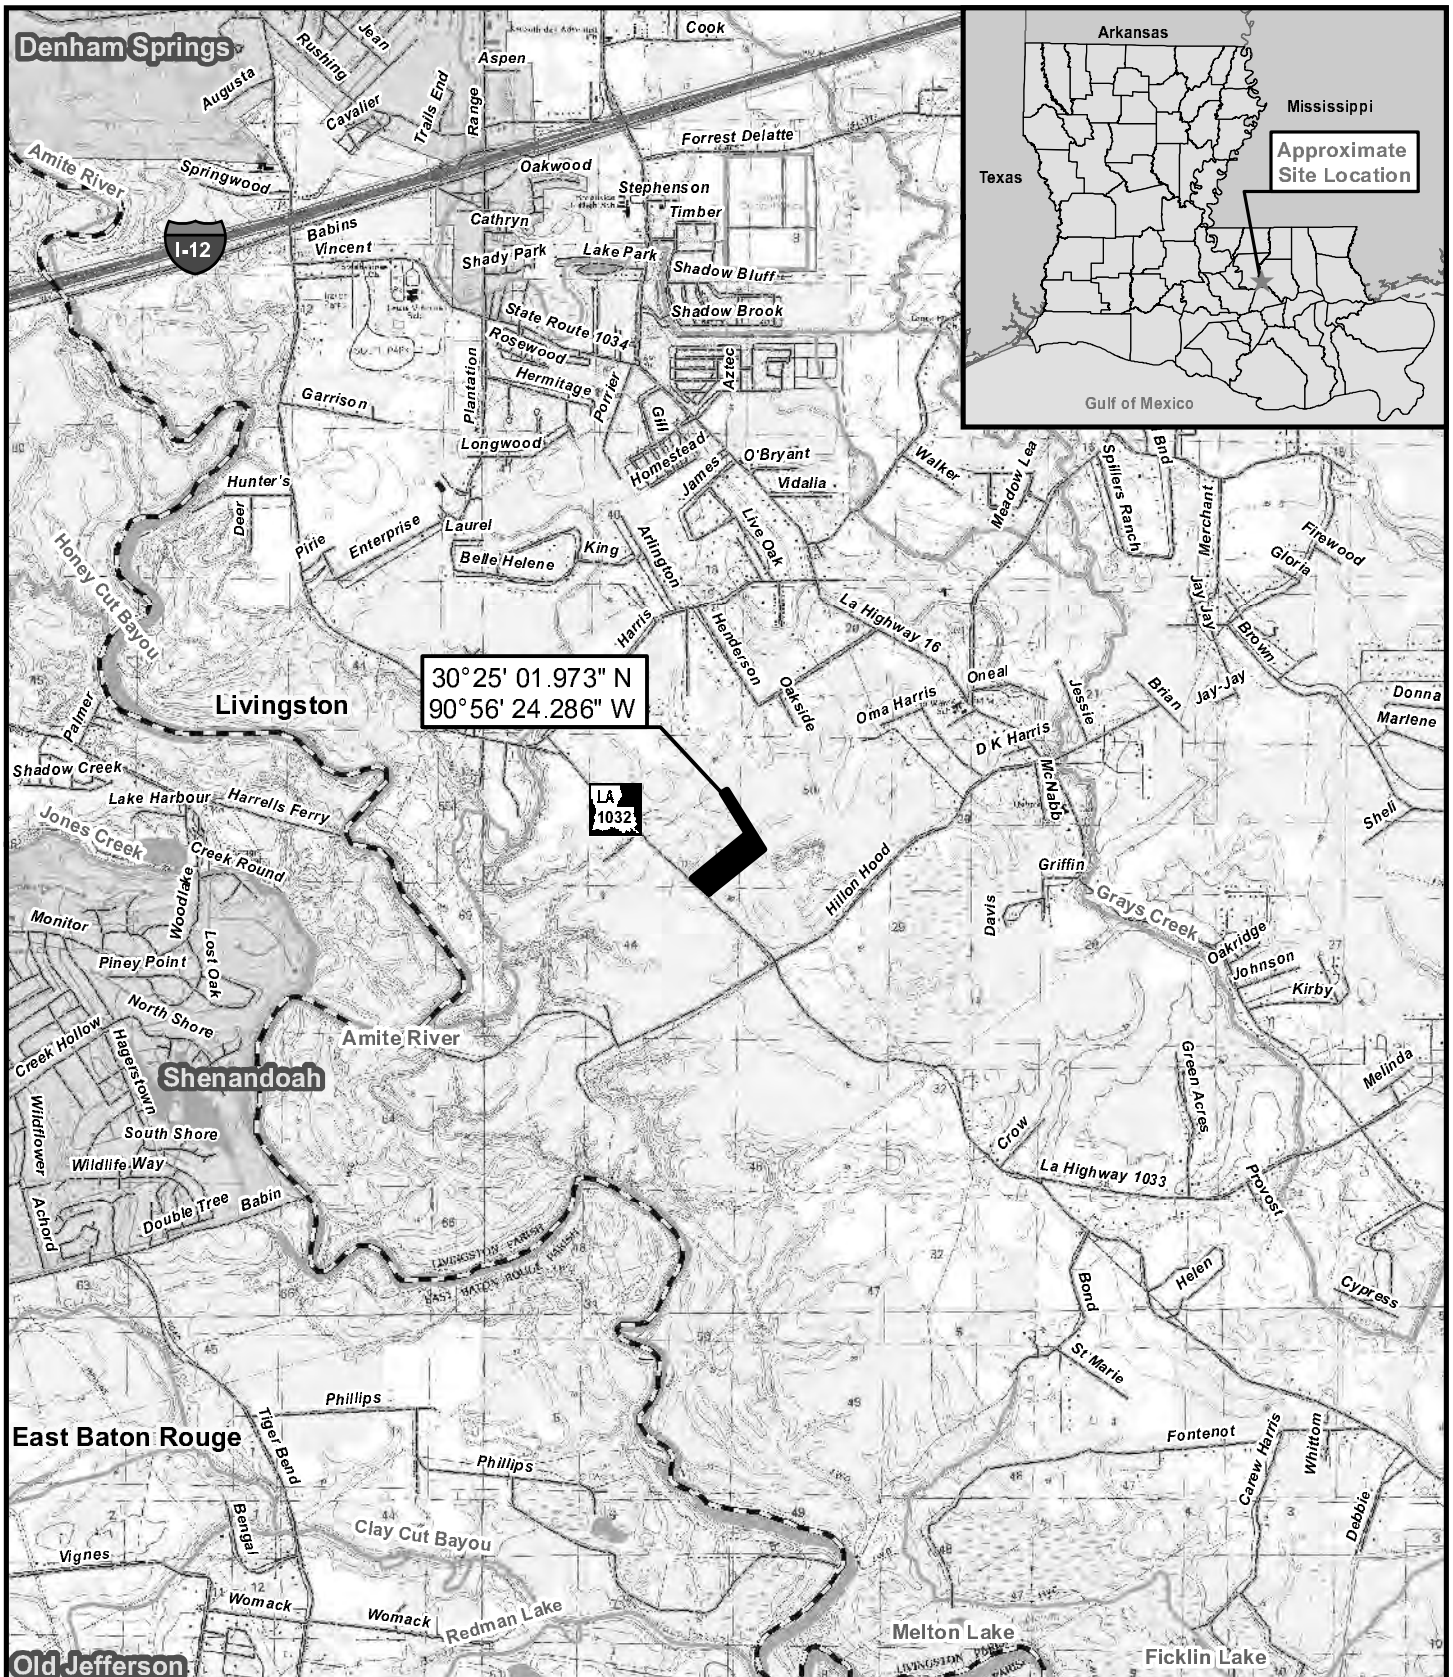 Denham Springs
Jean
Rushing
Cook
Aspen
Augusta
Cavalier
Trails End
Range
Forrest Delatte
Amite River
Springwood
Oakwood
Stephenson
Timber
I-12
Babins
Vincent
Cathryn
Shady Park
Lake Park
Shadow Bluff
Shadow Brook
State Route 1034
Rosewood
Hermitage
Aztec
Plantation
Porrier
Garrison
Gill
Longwood
Homestead
James
O'Bryant
Vidalia
Walker
Meadow Lea
Spillers Ranch
Bnd
Merchant
Firewood
Gloria
Hunter's
Deer
Honey Cut Bayou
Pirie
Enterprise
Laurel
Belle Helene
King
Arlington
Live Oak
Jay-Jay
Brown
Harris
Henderson
La Highway 16
Oneal
Oakside
Oma Harris
Jessie
Brian
Jay-Jay
Donna
Marlene
30°25' 01.973" N
90°56' 24.286" W
Livingston
Palmer
Shadow Creek
Lake Harbour
Harrells Ferry
Jones Creek
Creek Round
LA
1032
D K Harris
McNabb
Sheli
Hillon Hood
Griffin
Davis
Grays Creek
Woodlake
Monitor
Piney Point
Lost Oak
Oakridge
Johnson
Kirby
North Shore
Amite River
Creek Hollow
Hagerstown
Shenandoah
Green Acres
Melinda
Wildflower
South Shore
Crow
Wildlife Way
La Highway 1033
Provost
Achord
Double Tree
Babin
LIVINGSTON PARISH
EAST BATON ROUGE PARISH
Bond
Helen
Cypress
St Marie
Phillips
East Baton Rouge
Tiger Bend
Phillips
Fontenot
Carew Harris
Whittom
Debbie
Bengal
Clay Cut Bayou
Vignes
Womack
Womack
Redman Lake
Melton Lake
Ficklin Lake
Old Jefferson
Arkansas
Mississippi
Texas
Approximate
Site Location
Gulf of Mexico